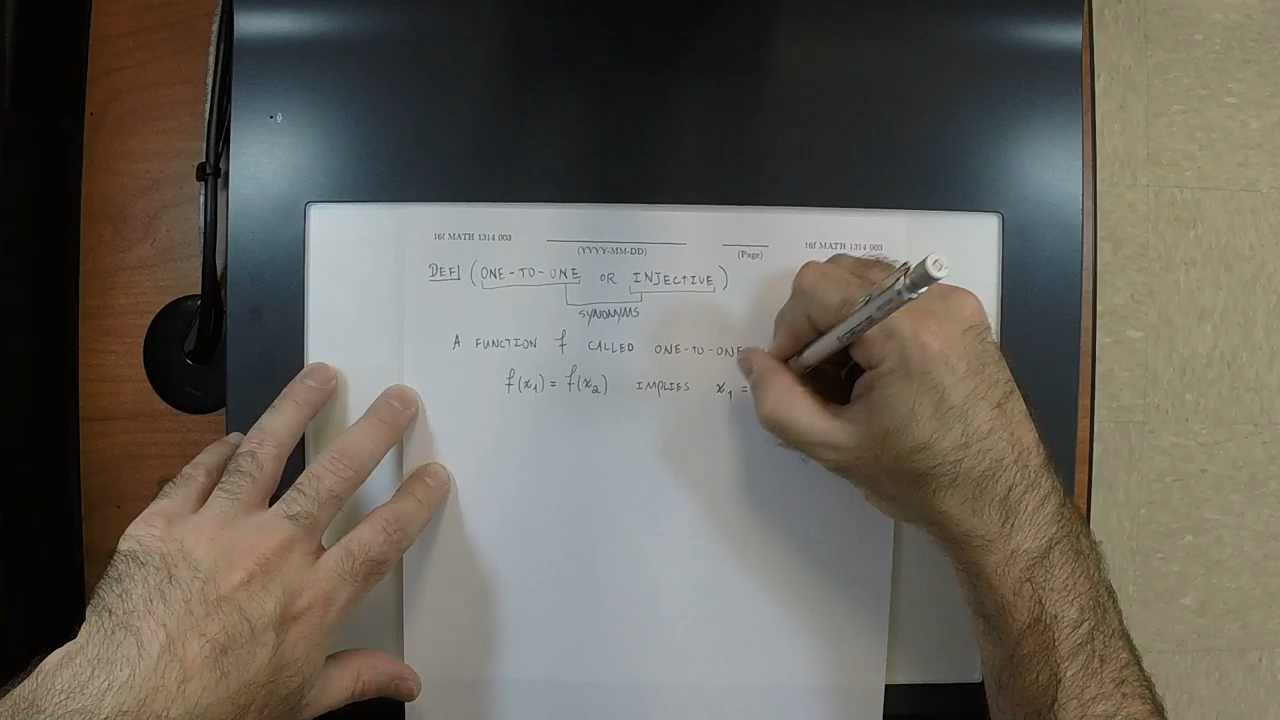 16f MATH 1314 003 (YYYY-MM-DD) (Page) 16f MATH 1314 003
DEF (ONE-TO-ONE OR INJECTIVE)
SYNONYMS
A FUNCTION f CALLED ONE-TO-ONE
f(x₁) = f(x₂) IMPLIES x₁ =